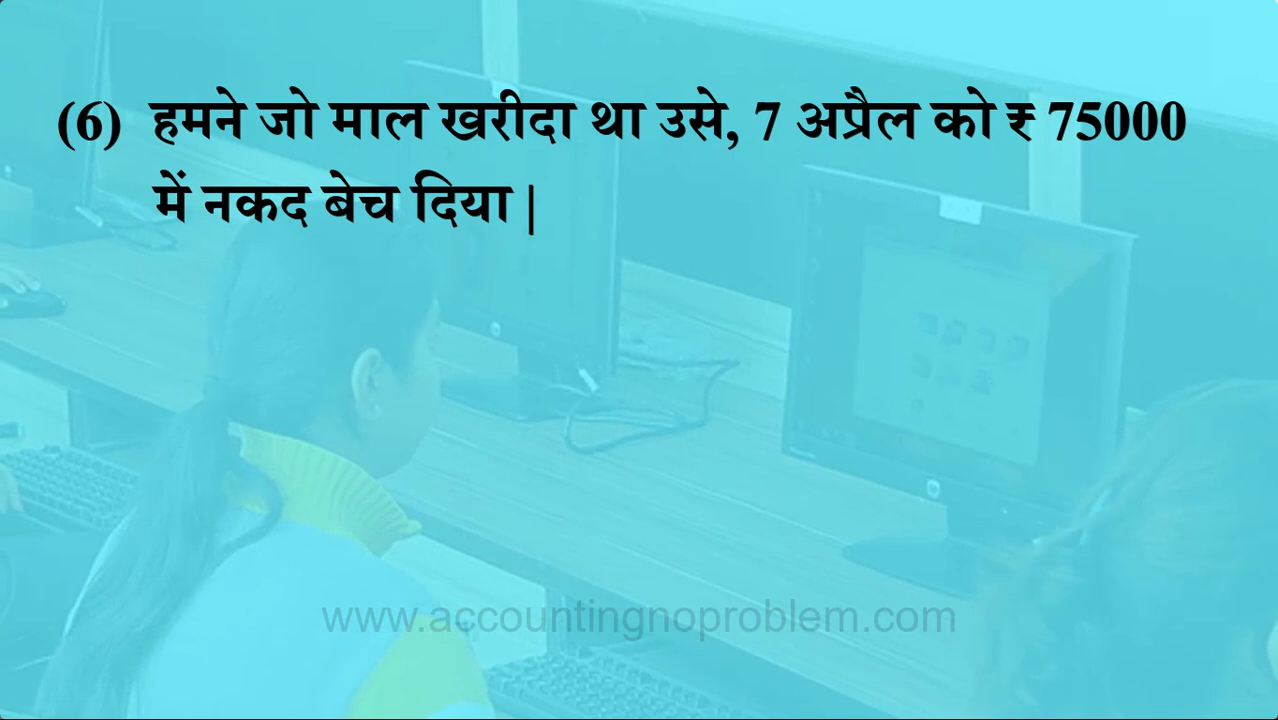 (6) हमने जो माल खरीदा था उसे, 7 अप्रैल को ₹ 75000
में नकद बेच दिया |
www.accountingnoproblem.com